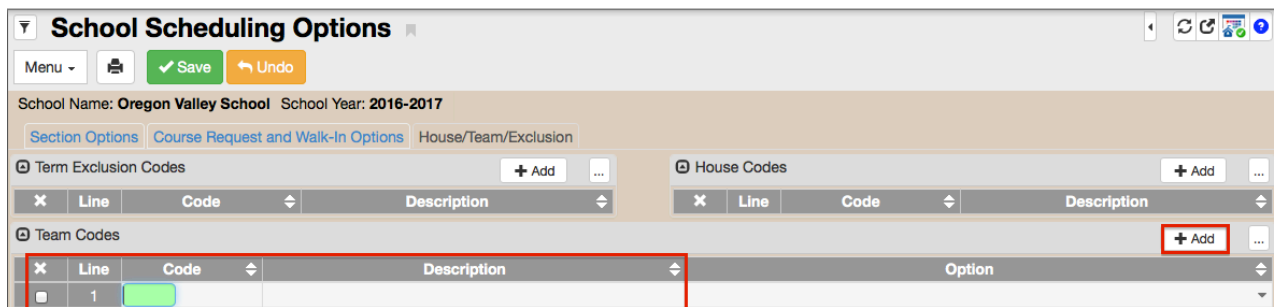 School Scheduling Options
Menu Save Undo
School Name: Oregon Valley School School Year: 2016-2017
Section Options Course Request and Walk-In Options House/Team/Exclusion
Term Exclusion Codes + Add ... House Codes + Add ...
Line Code Description Line Code Description
Team Codes + Add ...
Line Code Description Option
1